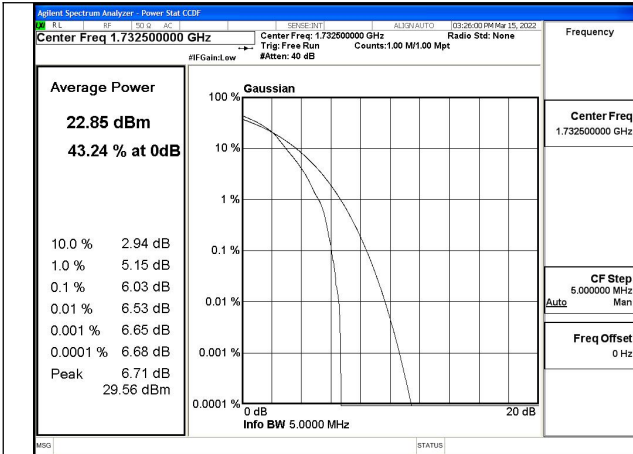 Agilent Spectrum Analyzer - Power Stat CCDF
RL RF 50 Ω AC SENSE:INT ALIGN AUTO 03:26:00 PM Mar 15, 2022
Center Freq 1.732500000 GHz
Center Freq: 1.732500000 GHz Radio Std: None
Trig: Free Run Counts:1.00 M/1.00 Mpt
#IFGain:Low #Atten: 40 dB
Frequency
Average Power
22.85 dBm
43.24 % at 0dB
10.0 % 2.94 dB
1.0 % 5.15 dB
0.1 % 6.03 dB
0.01 % 6.53 dB
0.001 % 6.65 dB
0.0001 % 6.68 dB
Peak 6.71 dB
29.56 dBm
Gaussian
100 %
10 %
1 %
0.1 %
0.01 %
0.001 %
0.0001 %
0 dB 20 dB
Info BW 5.0000 MHz
Center Freq
1.732500000 GHz
CF Step
5.000000 MHz
Auto Man
Freq Offset
0 Hz
MSG STATUS